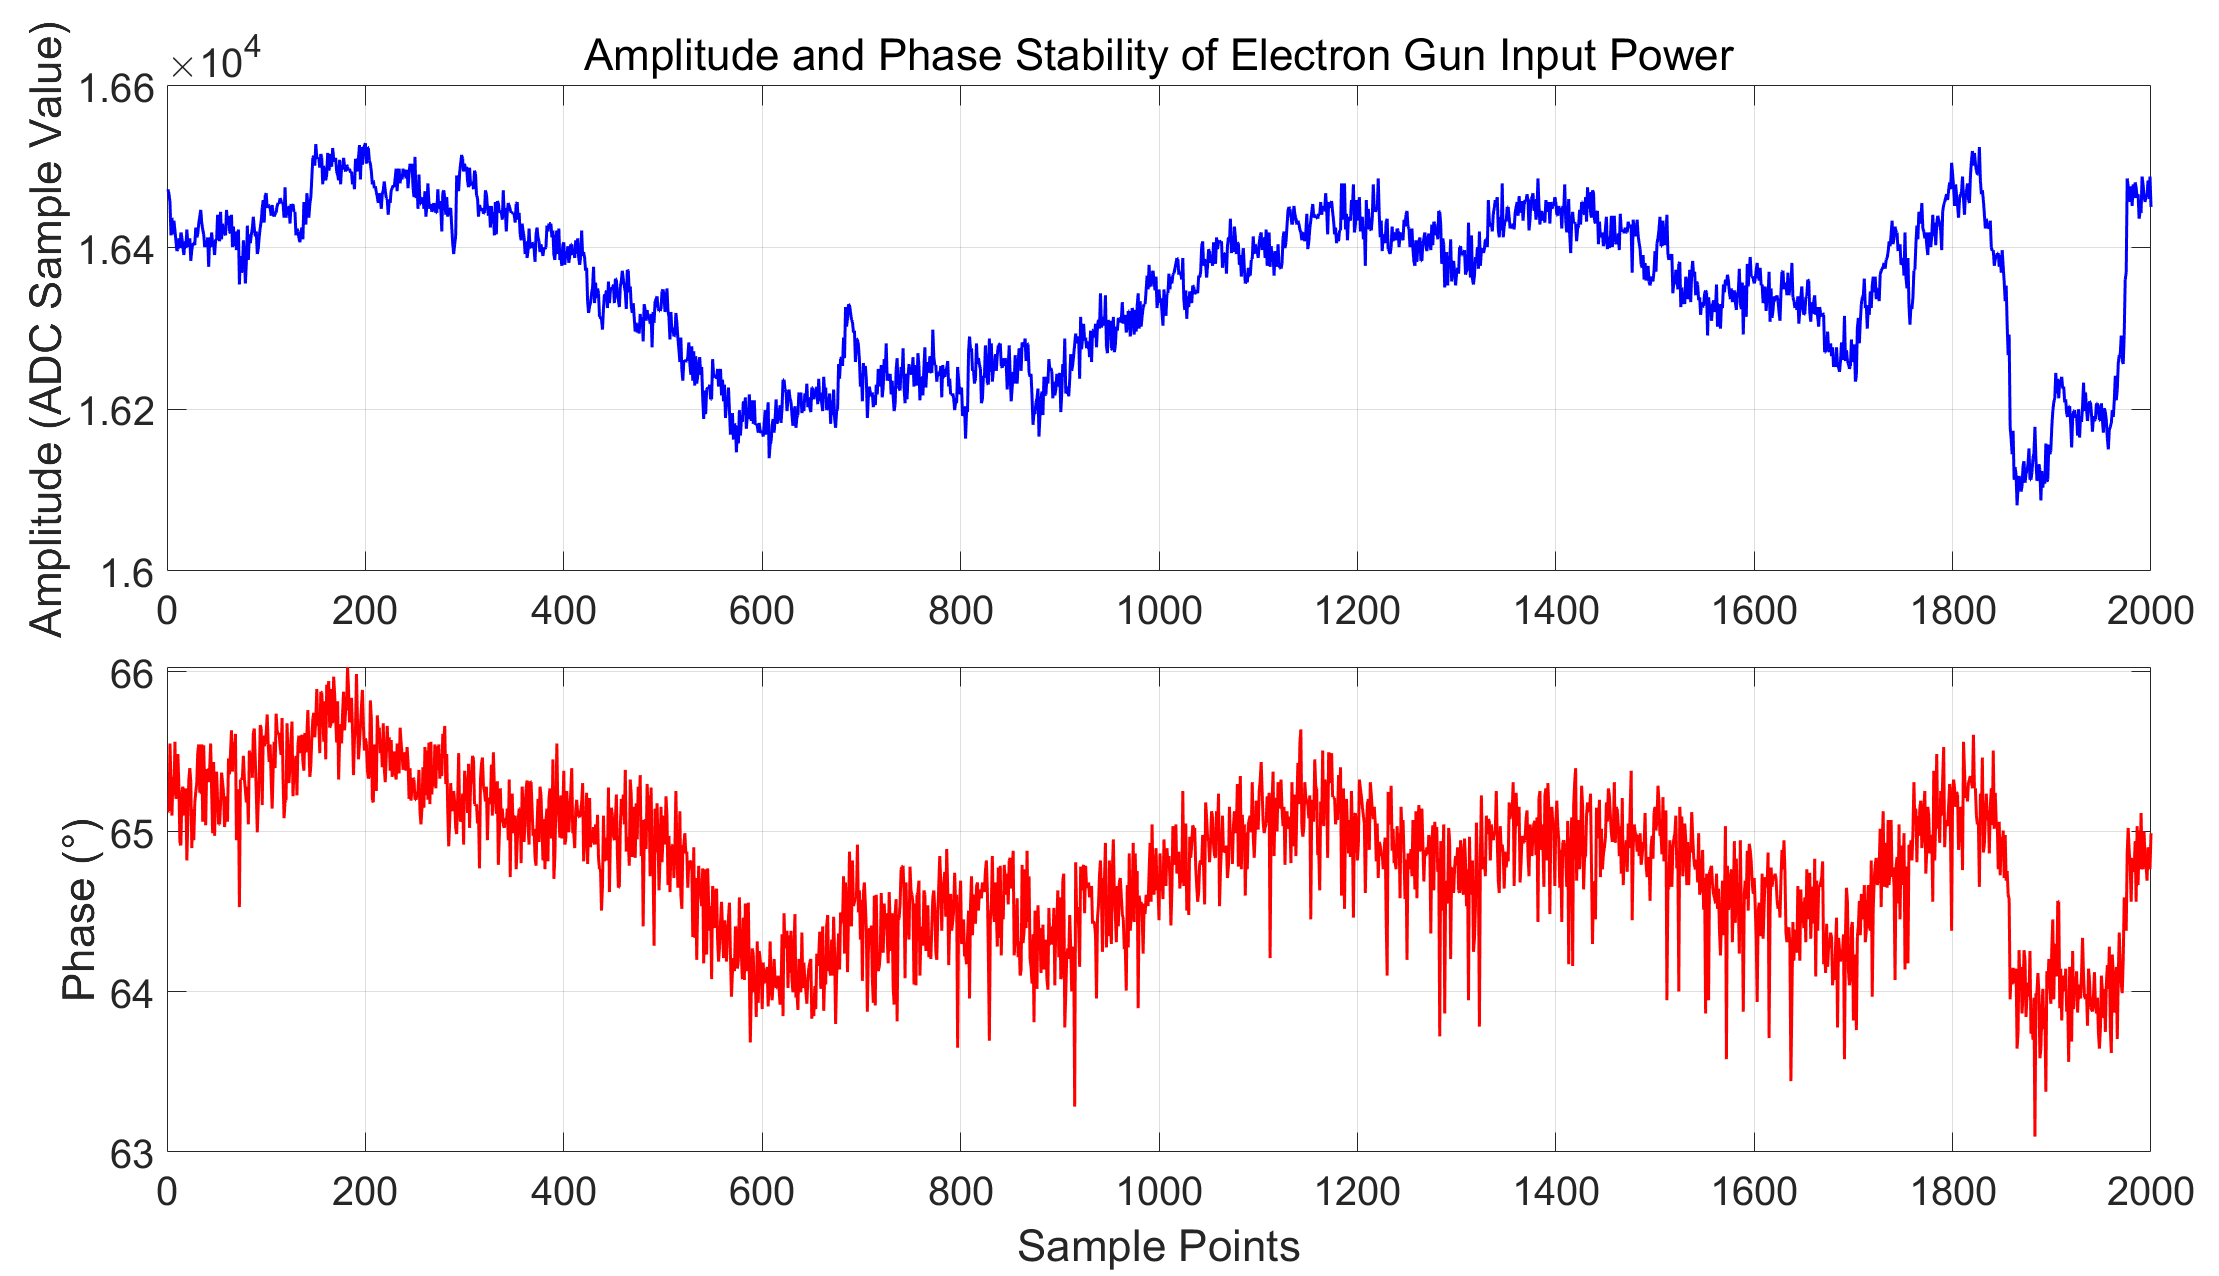 Amplitude and Phase Stability of Electron Gun Input Power
×10⁴
Amplitude (ADC Sample Value)
1.66
1.64
1.62
1.6
0 200 400 600 800 1000 1200 1400 1600 1800 2000
Phase (°)
66
65
64
63
0 200 400 600 800 1000 1200 1400 1600 1800 2000
Sample Points